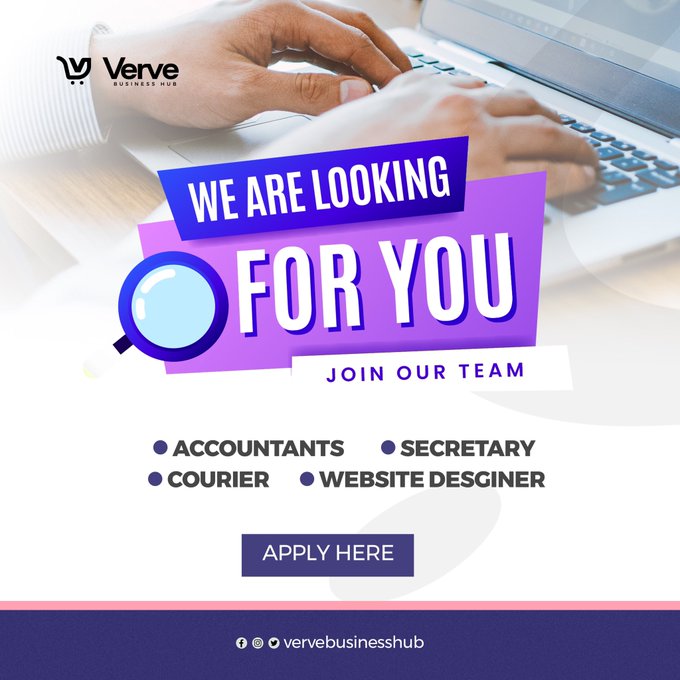 Verve
BUSINESS HUB
WE ARE LOOKING
FOR YOU
JOIN OUR TEAM
ACCOUNTANTS SECRETARY
COURIER WEBSITE DESGINER
APPLY HERE
vervebusinesshub